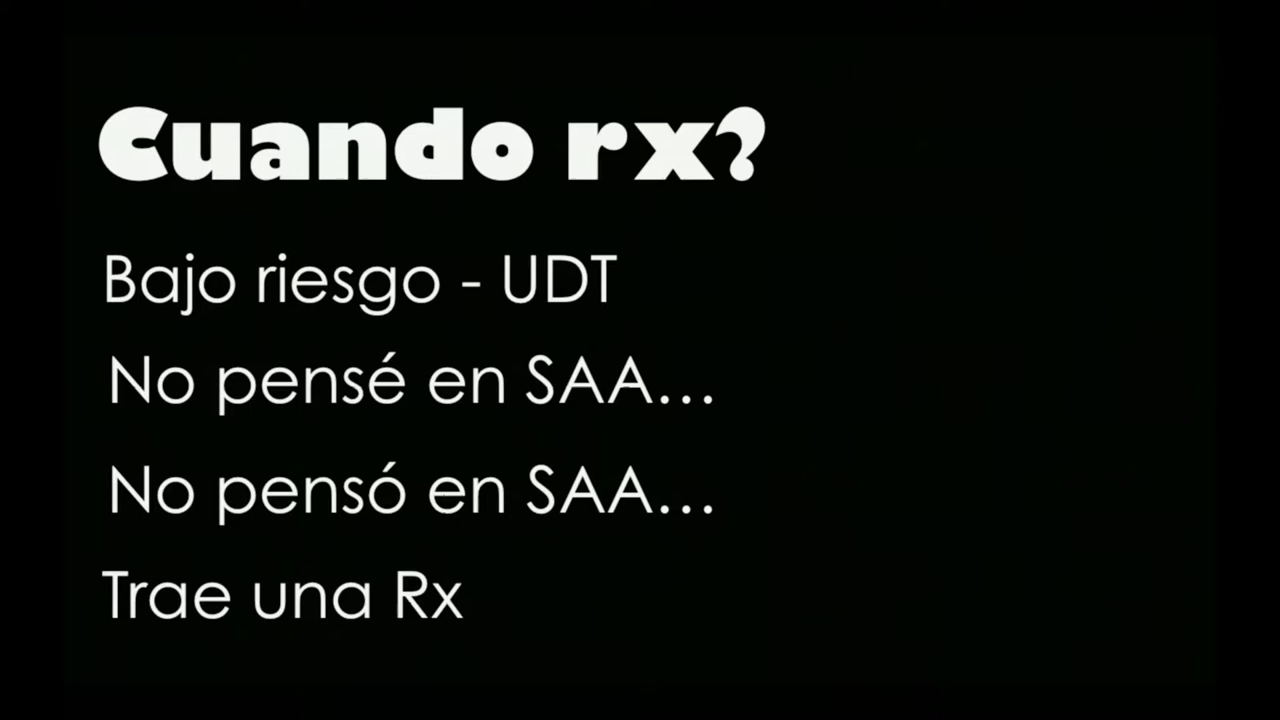 Cuando rx?
Bajo riesgo - UDT
No pensé en SAA...
No pensó en SAA...
Trae una Rx